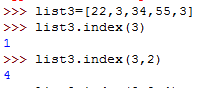 >>> list3=[22,3,34,55,3]
>>> list3.index(3)
1
>>> list3.index(3,2)
4